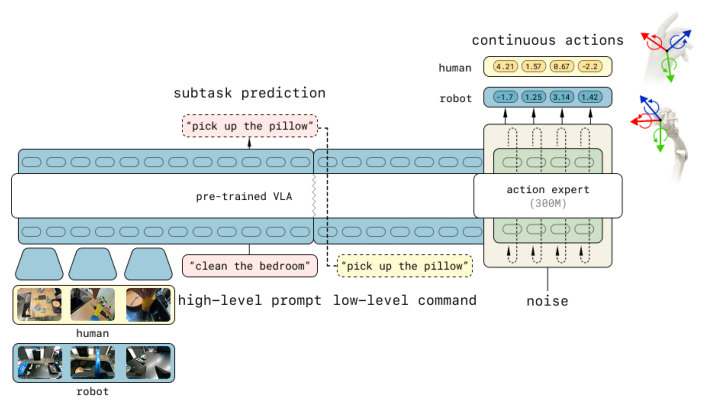 continuous actions
human
4.21 1.57 0.67 -2.2
robot
-1.7 1.25 3.14 1.42
subtask prediction
“pick up the pillow”
pre-trained VLA
action expert
(300M)
“clean the bedroom”
“pick up the pillow”
high-level prompt
low-level command
noise
human
robot